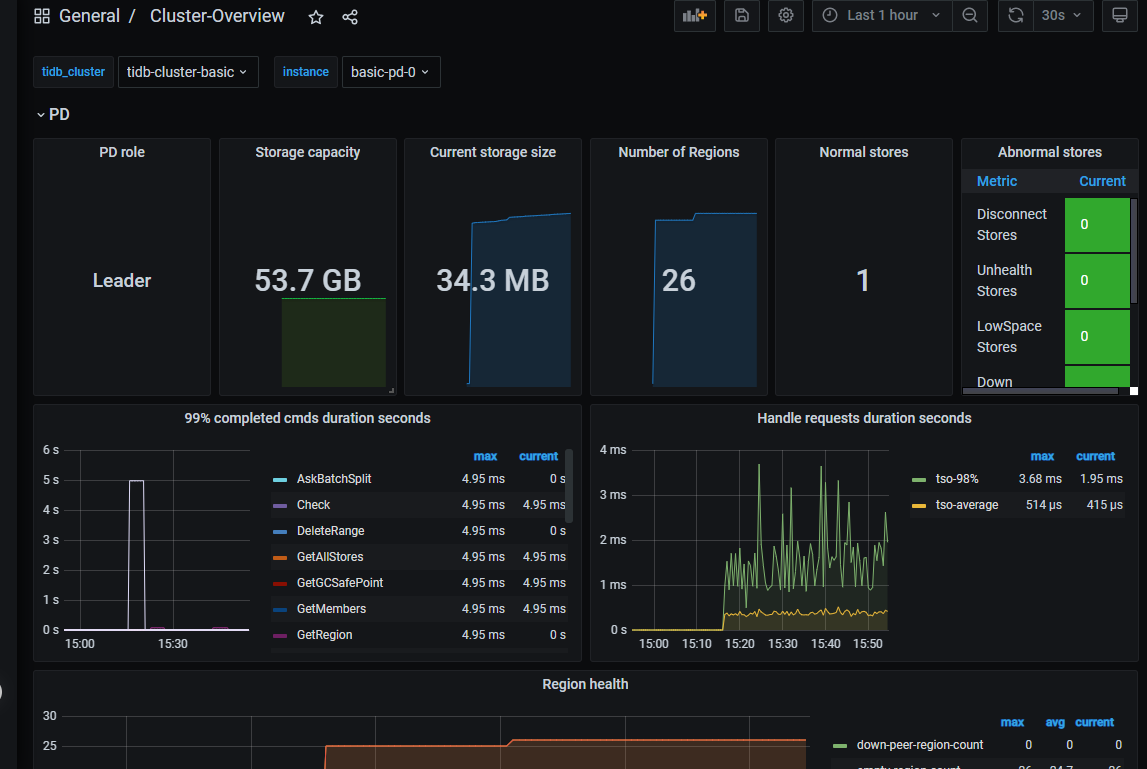 General / Cluster-Overview
Last 1 hour
30s
tidb_cluster tidb-cluster-basic instance basic-pd-0
PD
PD role
Leader
Storage capacity
53.7 GB
Current storage size
34.3 MB
Number of Regions
26
Normal stores
1
Abnormal stores
Metric Current
Disconnect Stores 0
Unhealth Stores 0
LowSpace Stores 0
Down
99% completed cmds duration seconds
6 s
5 s
4 s
3 s
2 s
1 s
0 s
15:00 15:30
max current
AskBatchSplit 4.95 ms 0 s
Check 4.95 ms 4.95 ms
DeleteRange 4.95 ms 0 s
GetAllStores 4.95 ms 4.95 ms
GetGCSafePoint 4.95 ms 4.95 ms
GetMembers 4.95 ms 4.95 ms
GetRegion 4.95 ms 0 s
Handle requests duration seconds
4 ms
3 ms
2 ms
1 ms
0 s
15:00 15:10 15:20 15:30 15:40 15:50
max current
tso-98% 3.68 ms 1.95 ms
tso-average 514 µs 415 µs
Region health
30
25
max avg current
down-peer-region-count 0 0 0
empty-region-count 26 24.7 26